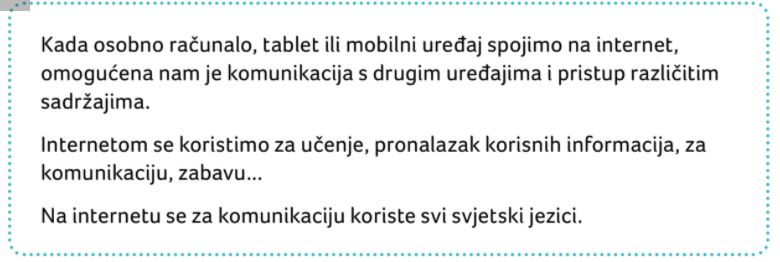 Kada osobno računalo, tablet ili mobilni uređaj spojimo na internet,
omogućena nam je komunikacija s drugim uređajima i pristup različitim
sadržajima.
Internetom se koristimo za učenje, pronalazak korisnih informacija, za
komunikaciju, zabavu...
Na internetu se za komunikaciju koriste svi svjetski jezici.